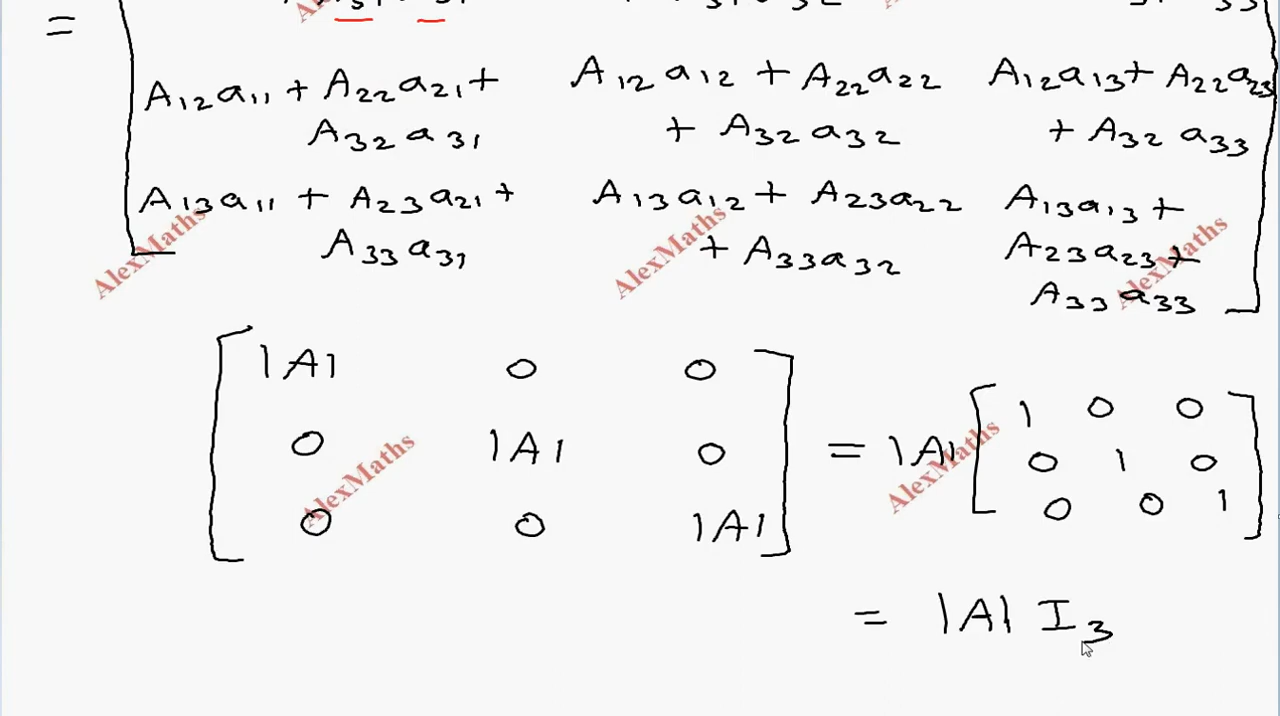 =
A₁₂a₁₁ + A₂₂a₂₁ + A₁₂a₁₂ + A₂₂a₂₂ A₁₂a₁₃ + A₂₂a₂₃
A₃₂a₃₁ + A₃₂a₃₂ + A₃₂a₃₃
A₁₃a₁₁ + A₂₃a₂₁ + A₁₃a₁₂ + A₂₃a₂₂ A₁₃a₁₃ +
A₃₃a₃₁ + A₃₃a₃₂ A₂₃a₂₃ +
A₃₃a₃₃
AlexMaths AlexMaths AlexMaths
|A| 0 0
0 |A| 0
0 0 |A|
= |A|
1 0 0
0 1 0
0 0 1
AlexMaths AlexMaths
= |A| I₃